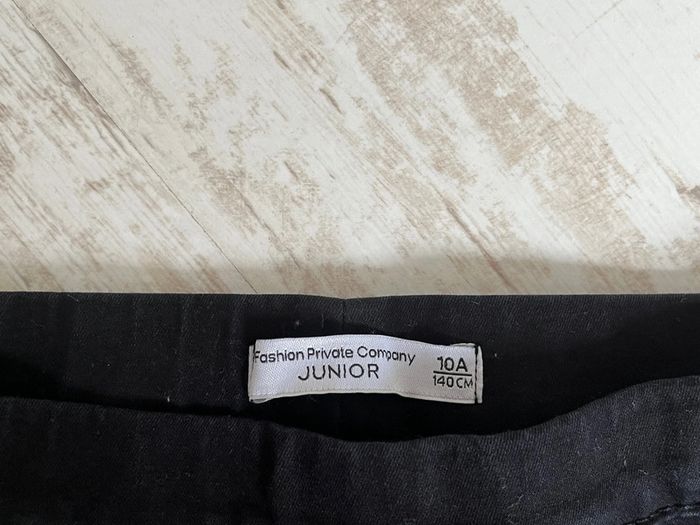 Fashion Private Company
JUNIOR
10A
140CM